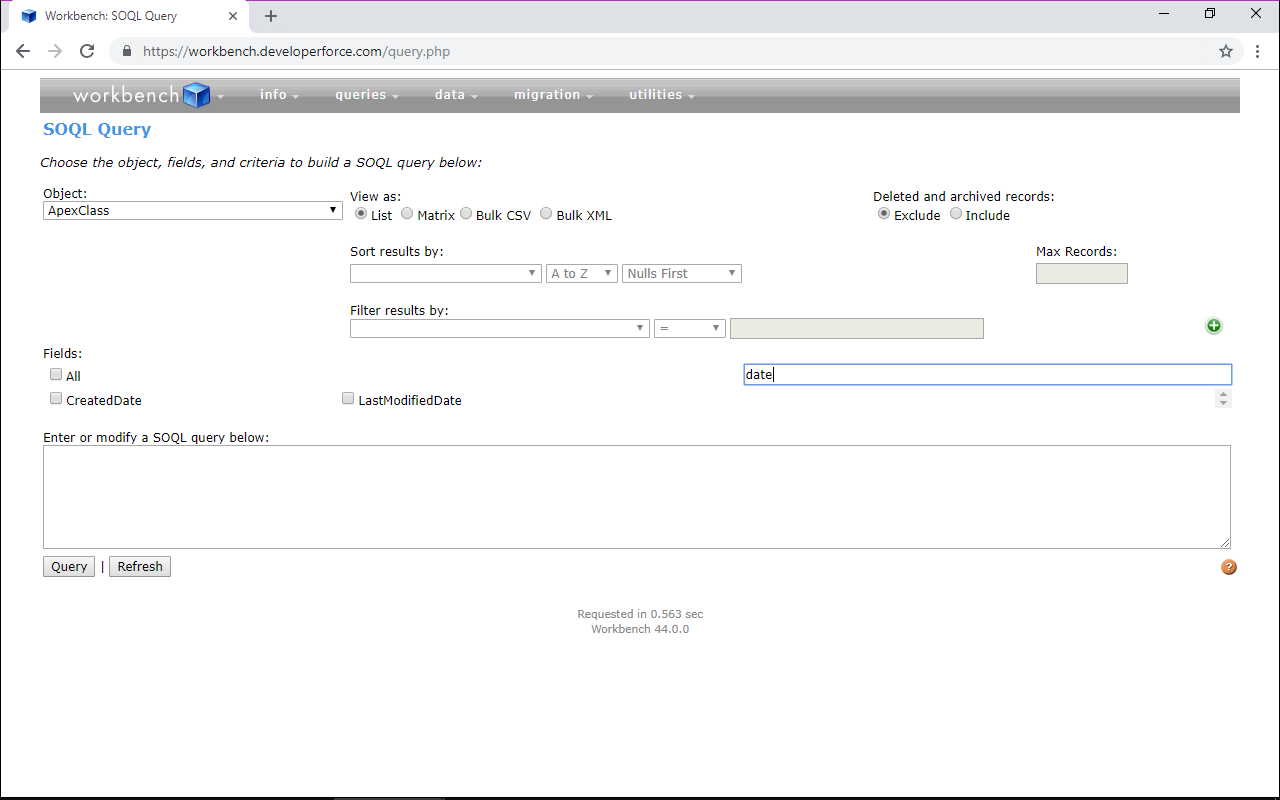 Workbench: SOQL Query
https://workbench.developerforce.com/query.php
workbench info queries data migration utilities
SOQL Query
Choose the object, fields, and criteria to build a SOQL query below:
Object: View as: Deleted and archived records:
ApexClass List Matrix Bulk CSV Bulk XML Exclude Include
Sort results by: Max Records:
A to Z Nulls First
Filter results by:
=
Fields:
All date
CreatedDate LastModifiedDate
Enter or modify a SOQL query below:
Query | Refresh ?
Requested in 0.563 sec
Workbench 44.0.0